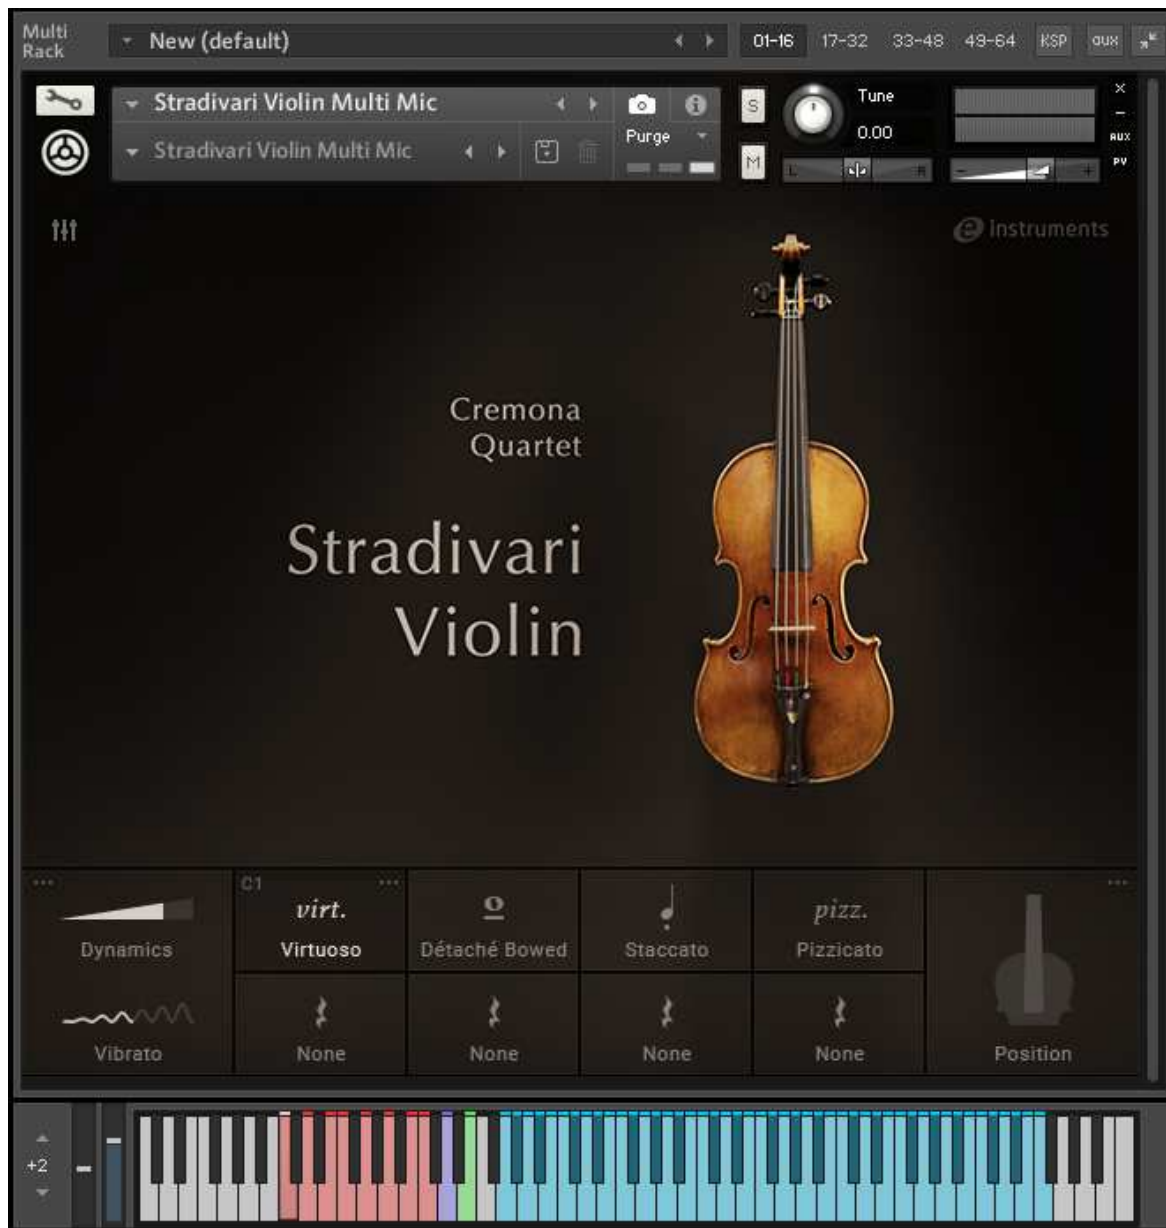 Multi
Rack
New (default)
01-16 17-32 33-48 49-64 KSP aux
Stradivari Violin Multi Mic
S
Tune
×
–
Purge
0.00
AUX
Stradivari Violin Multi Mic
M
L R
- +
PV
e instruments
Cremona
Quartet
Stradivari
Violin
C1
virt.
pizz.
Dynamics
Virtuoso
Détaché Bowed
Staccato
Pizzicato
Vibrato
None
None
None
None
Position
+2